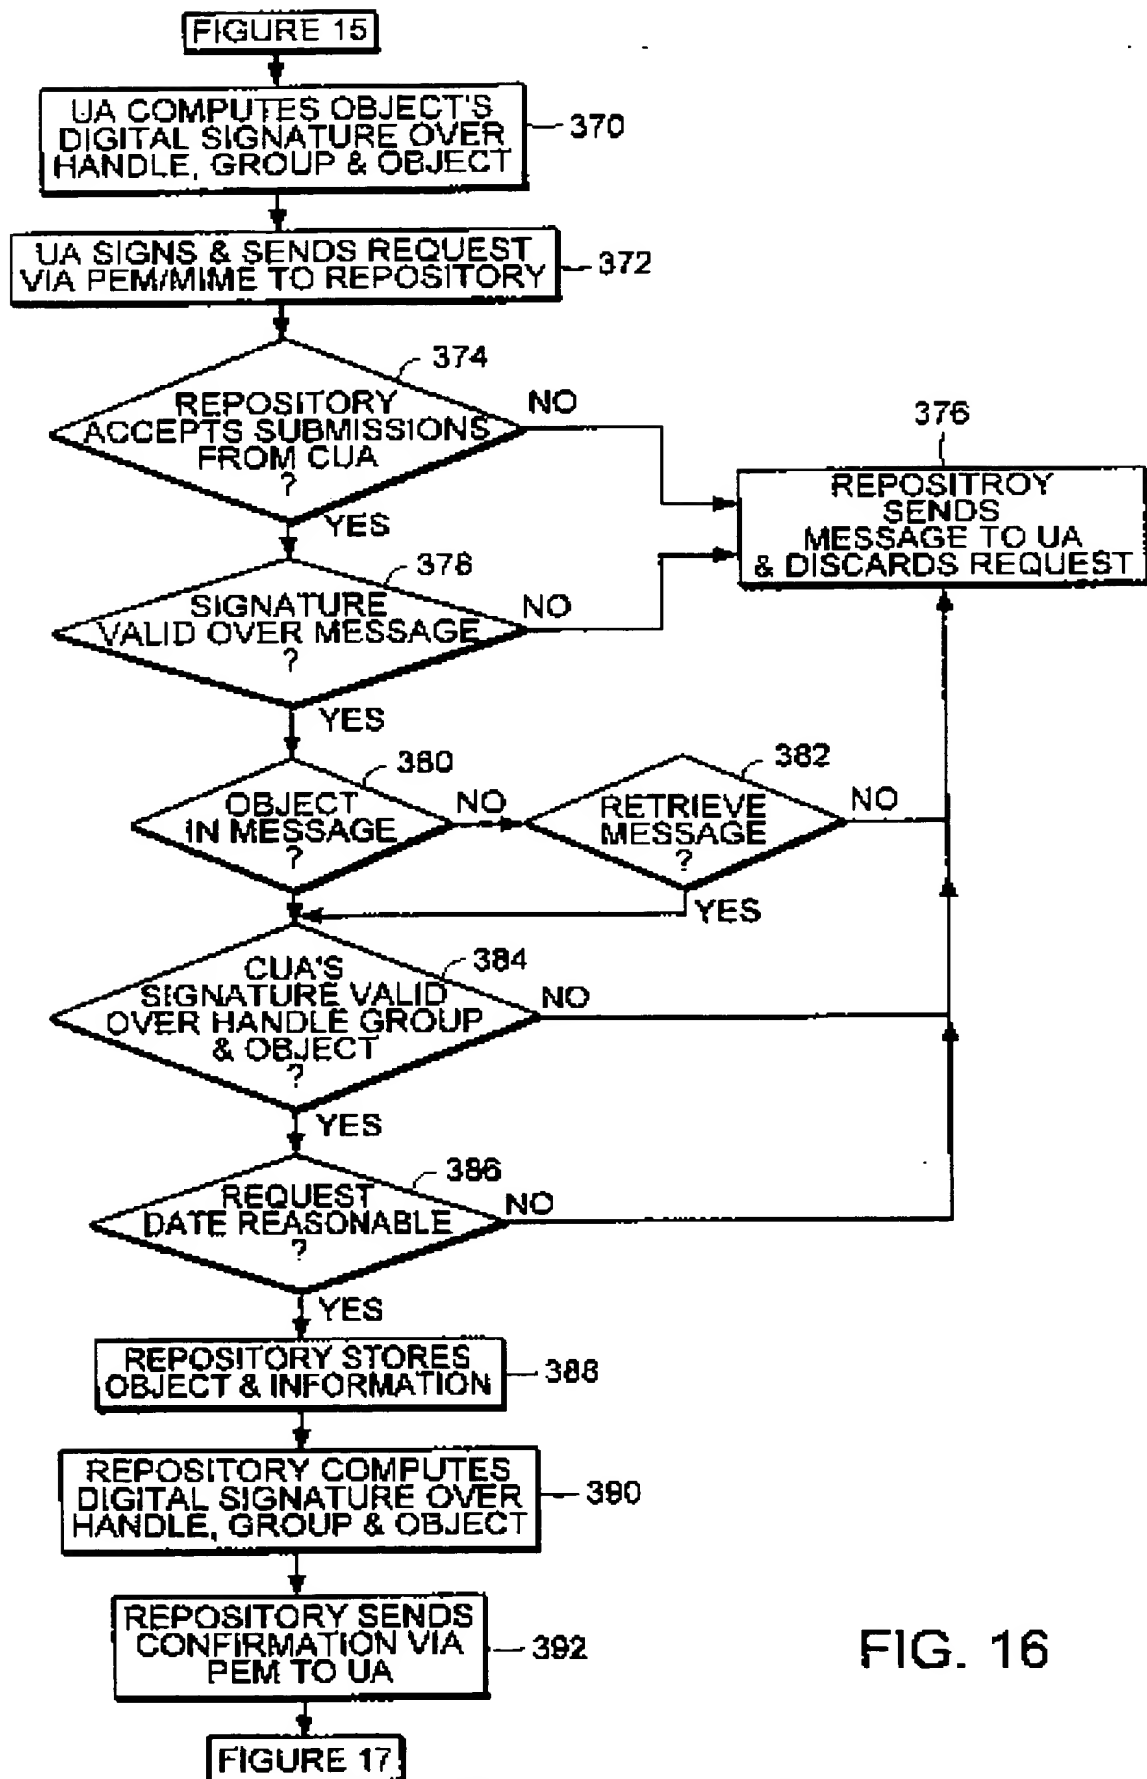 FIGURE 15
UA COMPUTES OBJECT'S
DIGITAL SIGNATURE OVER
HANDLE, GROUP & OBJECT
370
UA SIGNS & SENDS REQUEST
VIA PEM/MIME TO REPOSITORY
372
374
REPOSITORY
ACCEPTS SUBMISSIONS
FROM CUA
?
NO
YES
376
REPOSITROY
SENDS
MESSAGE TO UA
& DISCARDS REQUEST
378
SIGNATURE
VALID OVER MESSAGE
?
NO
YES
380
OBJECT
IN MESSAGE
?
NO
382
RETRIEVE
MESSAGE
?
NO
YES
384
CUA'S
SIGNATURE VALID
OVER HANDLE GROUP
& OBJECT
?
NO
YES
386
REQUEST
DATE REASONABLE
?
NO
YES
REPOSITORY STORES
OBJECT & INFORMATION
388
REPOSITORY COMPUTES
DIGITAL SIGNATURE OVER
HANDLE, GROUP & OBJECT
390
REPOSITORY SENDS
CONFIRMATION VIA
PEM TO UA
392
FIGURE 17
FIG. 16